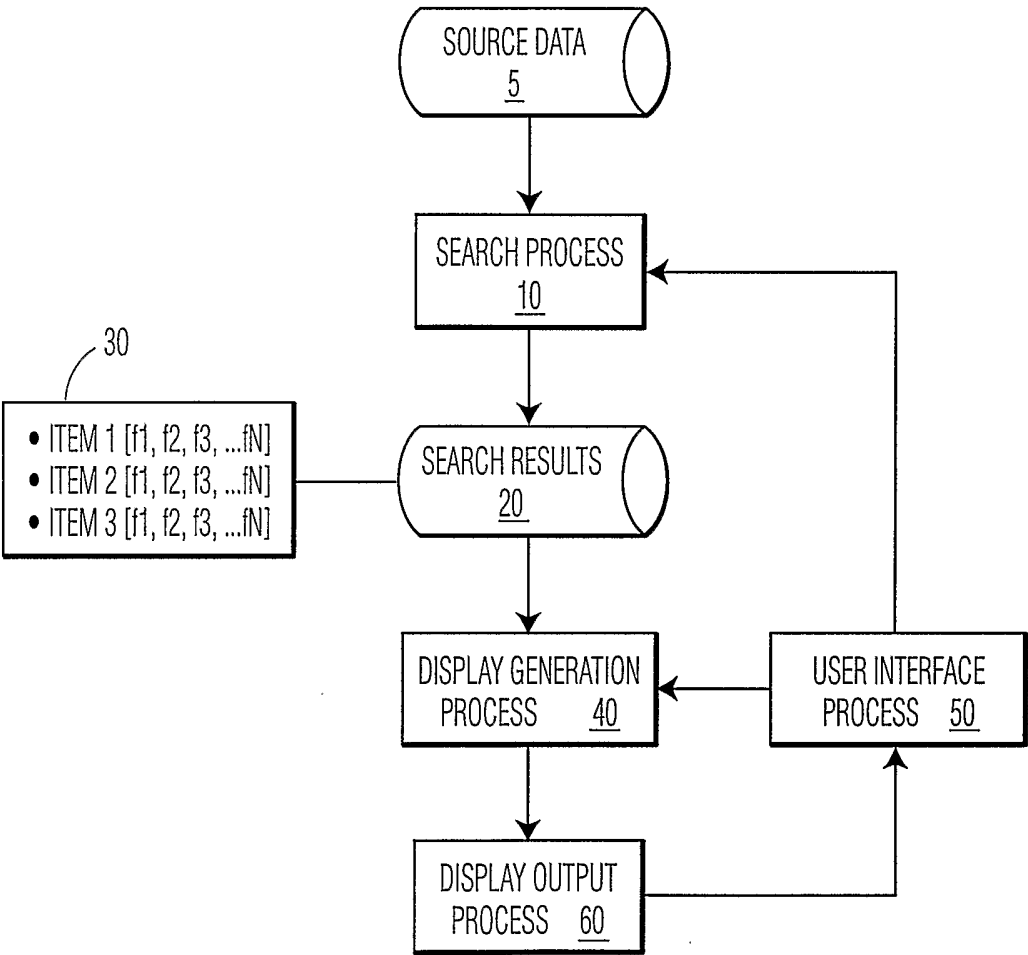 SOURCE DATA
5
SEARCH PROCESS
10
30
• ITEM 1 [f1, f2, f3, ...fN]
• ITEM 2 [f1, f2, f3, ...fN]
• ITEM 3 [f1, f2, f3, ...fN]
SEARCH RESULTS
20
DISPLAY GENERATION
PROCESS 40
USER INTERFACE
PROCESS 50
DISPLAY OUTPUT
PROCESS 60